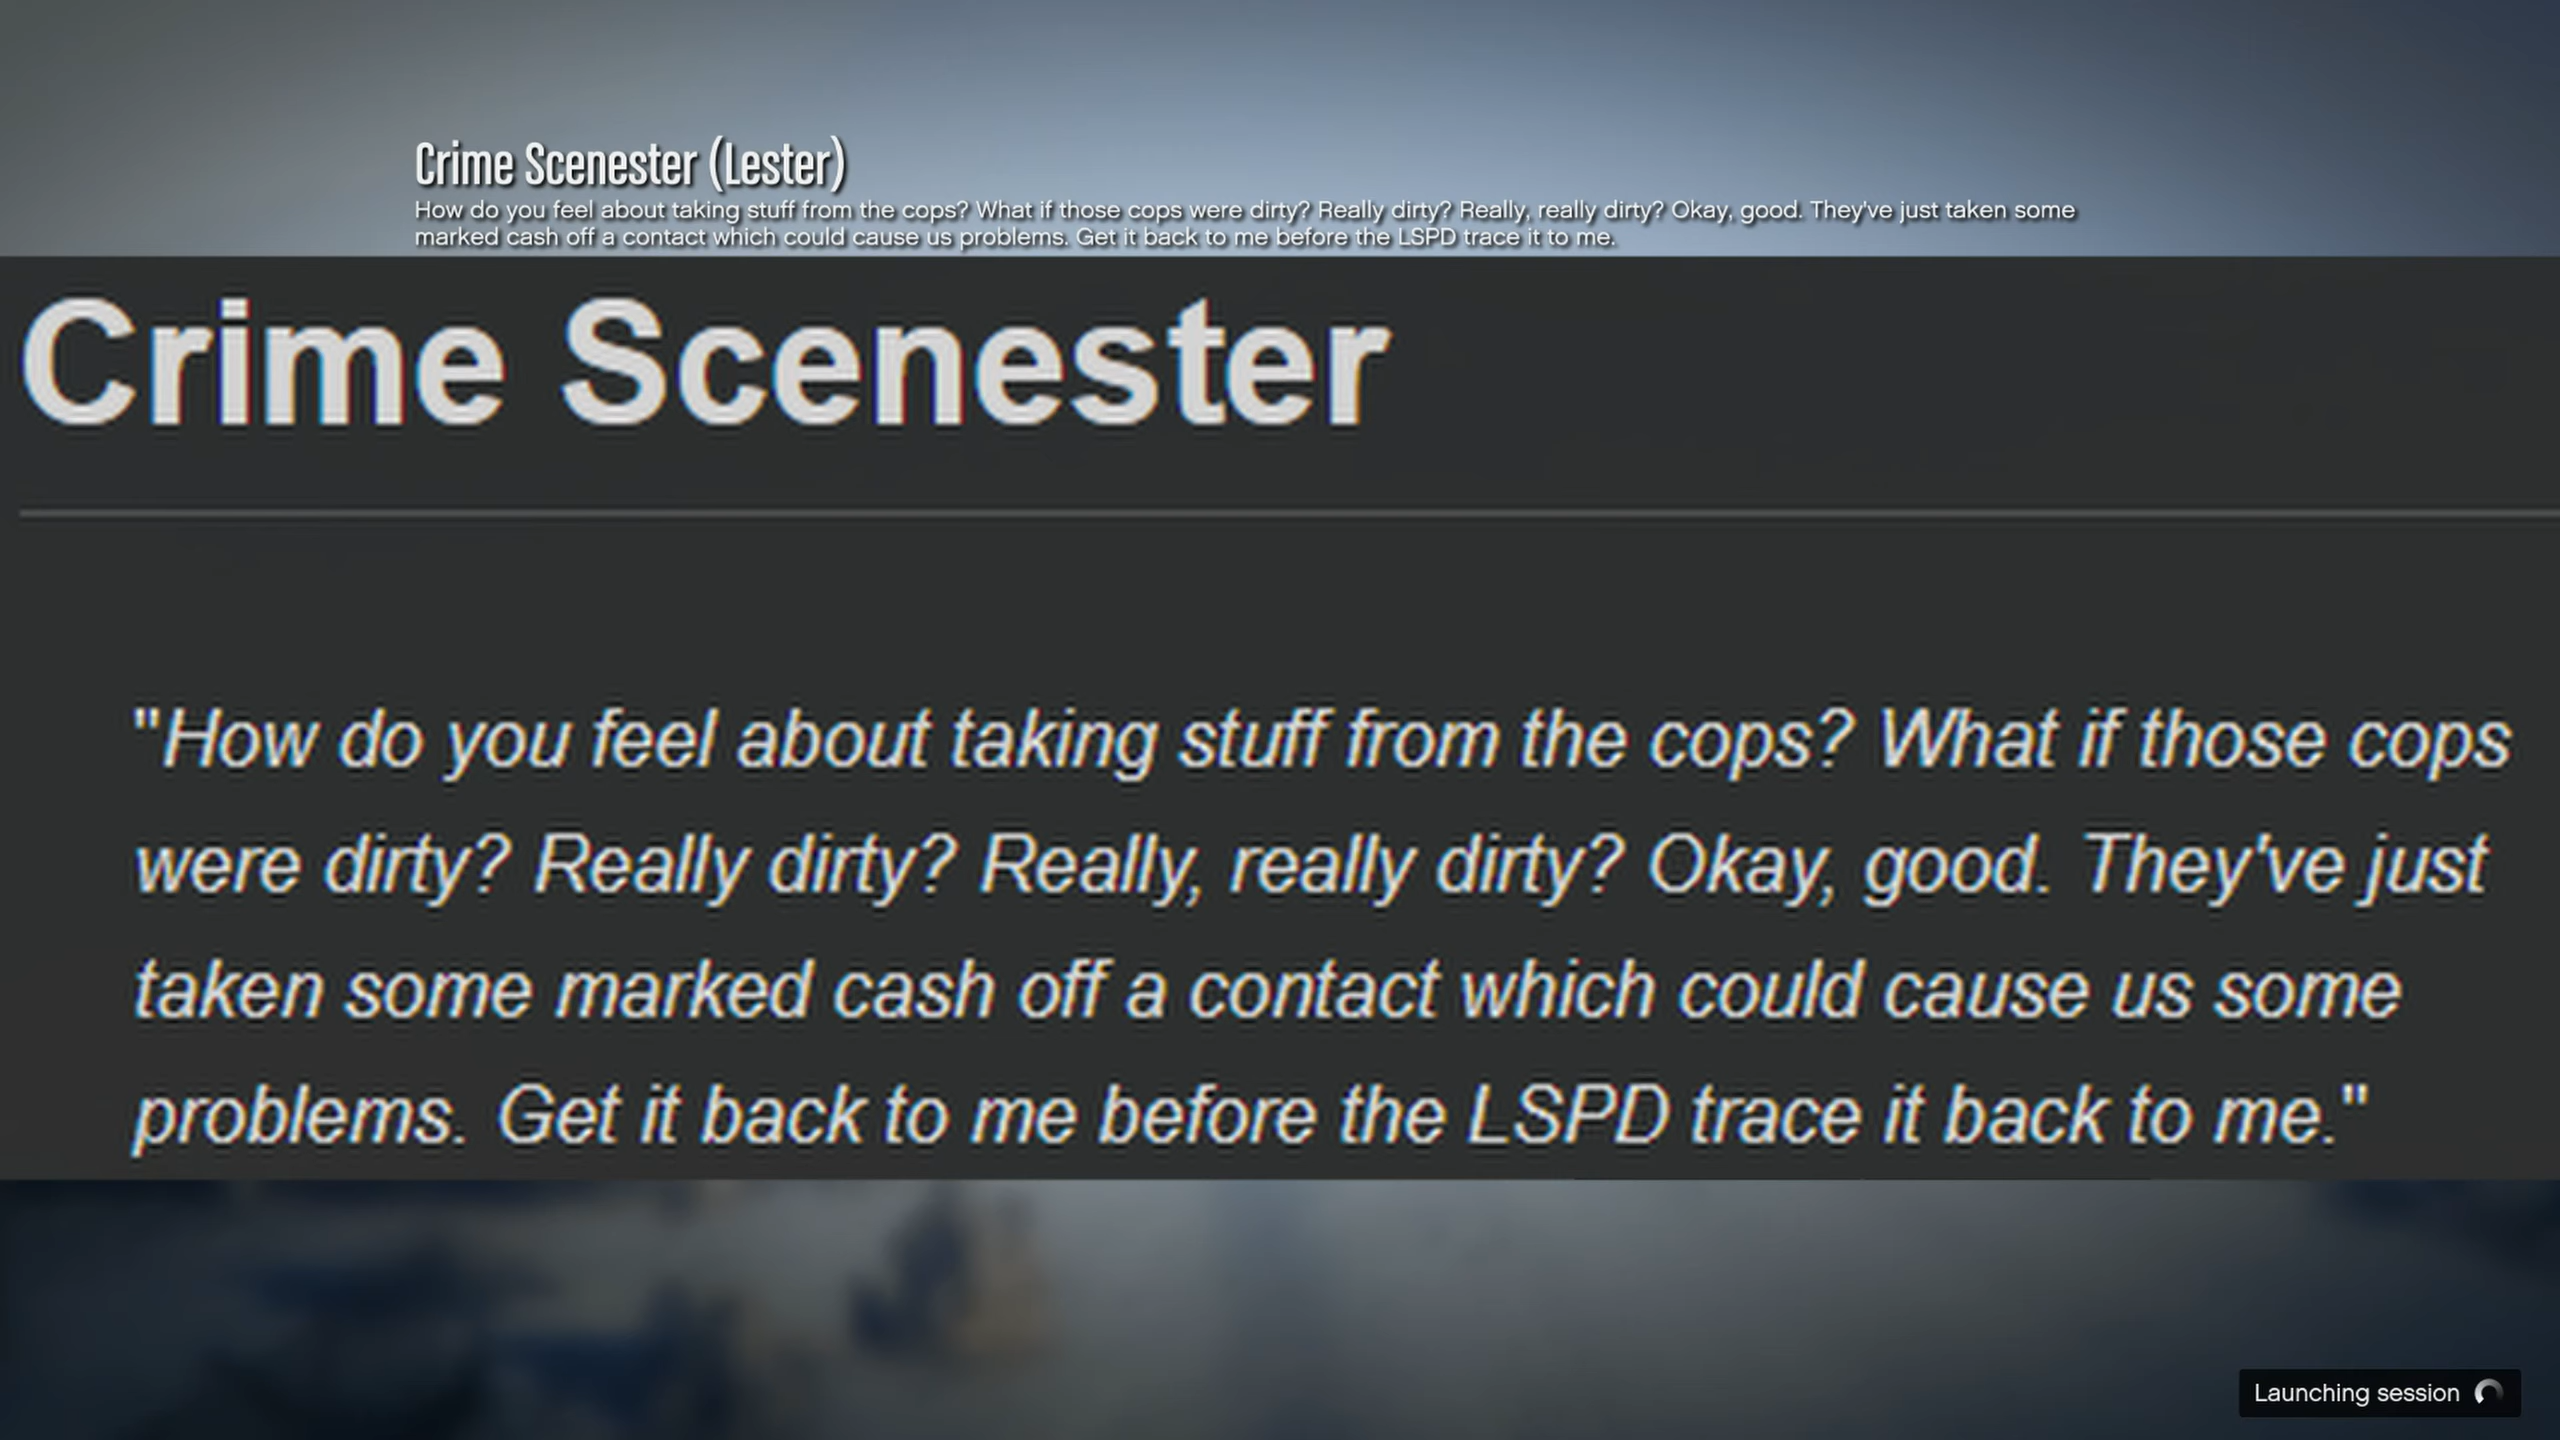 Crime Scenester (Lester)
How do you feel about taking stuff from the cops? What if those cops were dirty? Really dirty? Really, really dirty? Okay, good. They've just taken some
marked cash off a contact which could cause us problems. Get it back to me before the LSPD trace it to me.
Crime Scenester
"How do you feel about taking stuff from the cops? What if those cops
were dirty? Really dirty? Really, really dirty? Okay, good. They've just
taken some marked cash off a contact which could cause us some
problems. Get it back to me before the LSPD trace it back to me."
Launching session